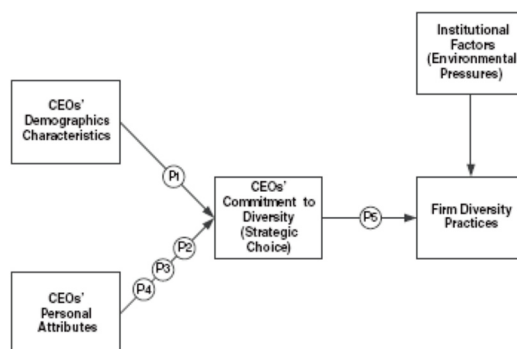 Institutional
Factors
(Environmental
Pressures)
CEOs'
Demographics
Characteristics
P1
CEOs'
Commitment to
Diversity
(Strategic
Choice)
P5
Firm Diversity
Practices
P2
P3
P4
CEOs'
Personal
Attributes